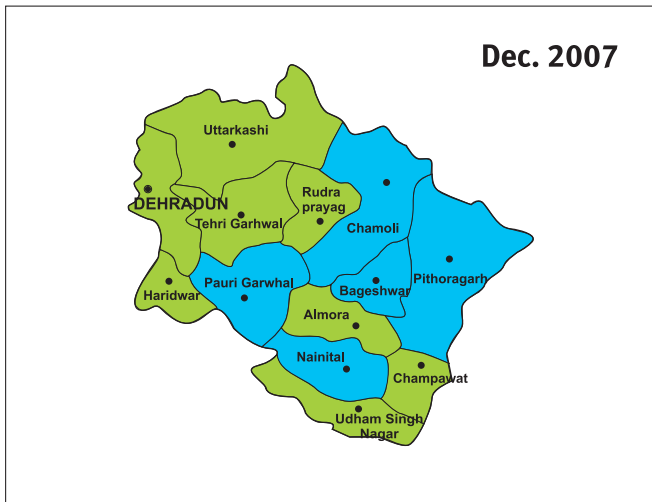 Dec. 2007
Uttarkashi
DEHRADUN
Tehri Garhwal
Rudra
prayag
Chamoli
Pithoragarh
Haridwar
Pauri Garwhal
Bageshwar
Almora
Nainital
Champawat
Udham Singh
Nagar